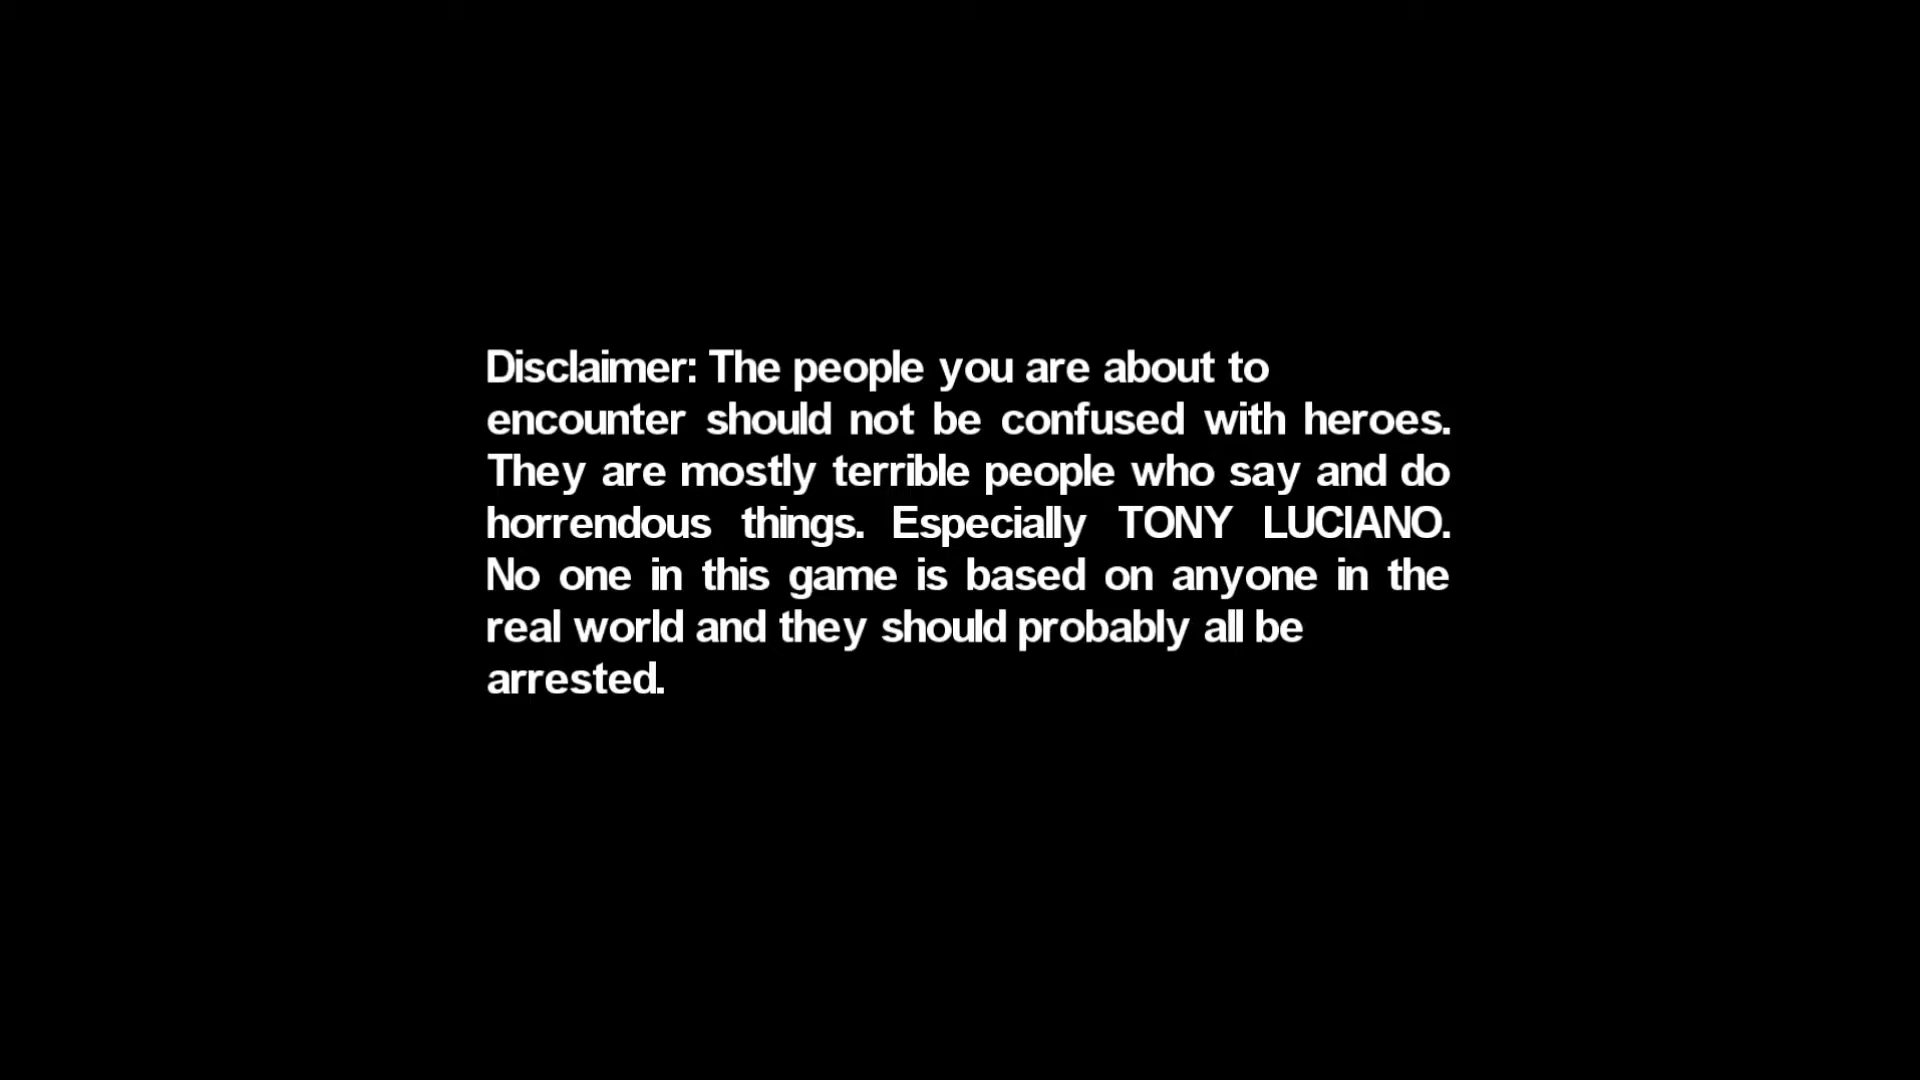 Disclaimer: The people you are about to
encounter should not be confused with heroes.
They are mostly terrible people who say and do
horrendous things. Especially TONY LUCIANO.
No one in this game is based on anyone in the
real world and they should probably all be
arrested.